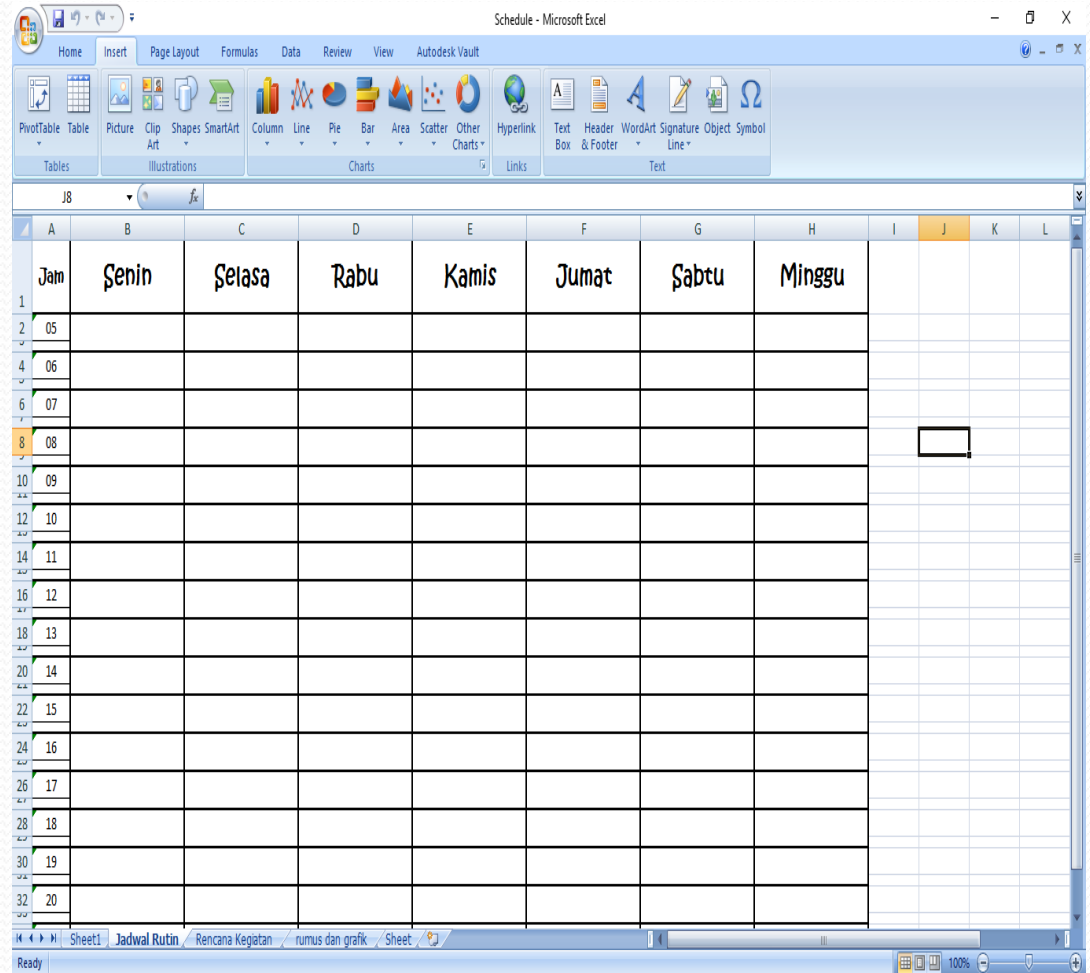 Schedule - Microsoft Excel
Home Insert Page Layout Formulas Data Review View Autodesk Vault
PivotTable Table Picture Clip Art Shapes SmartArt Column Line Pie Bar Area Scatter Other Charts Hyperlink Text Box Header & Footer WordArt Signature Line Object Symbol
Tables Illustrations Charts Links Text
J8 fx
A B C D E F G H I J K L
1 Jam Senin Selasa Rabu Kamis Jumat Sabtu Minggu
2 05
4 06
6 07
8 08
10 09
12 10
14 11
16 12
18 13
20 14
22 15
24 16
26 17
28 18
30 19
32 20
Sheet1 Jadwal Rutin Rencana Kegiatan rumus dan grafik Sheet
Ready 100%